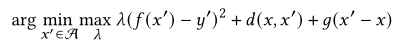 arg min max λ(f(x′) − y′)² + d(x, x′) + g(x′ − x)
x′∈𝒜 λ